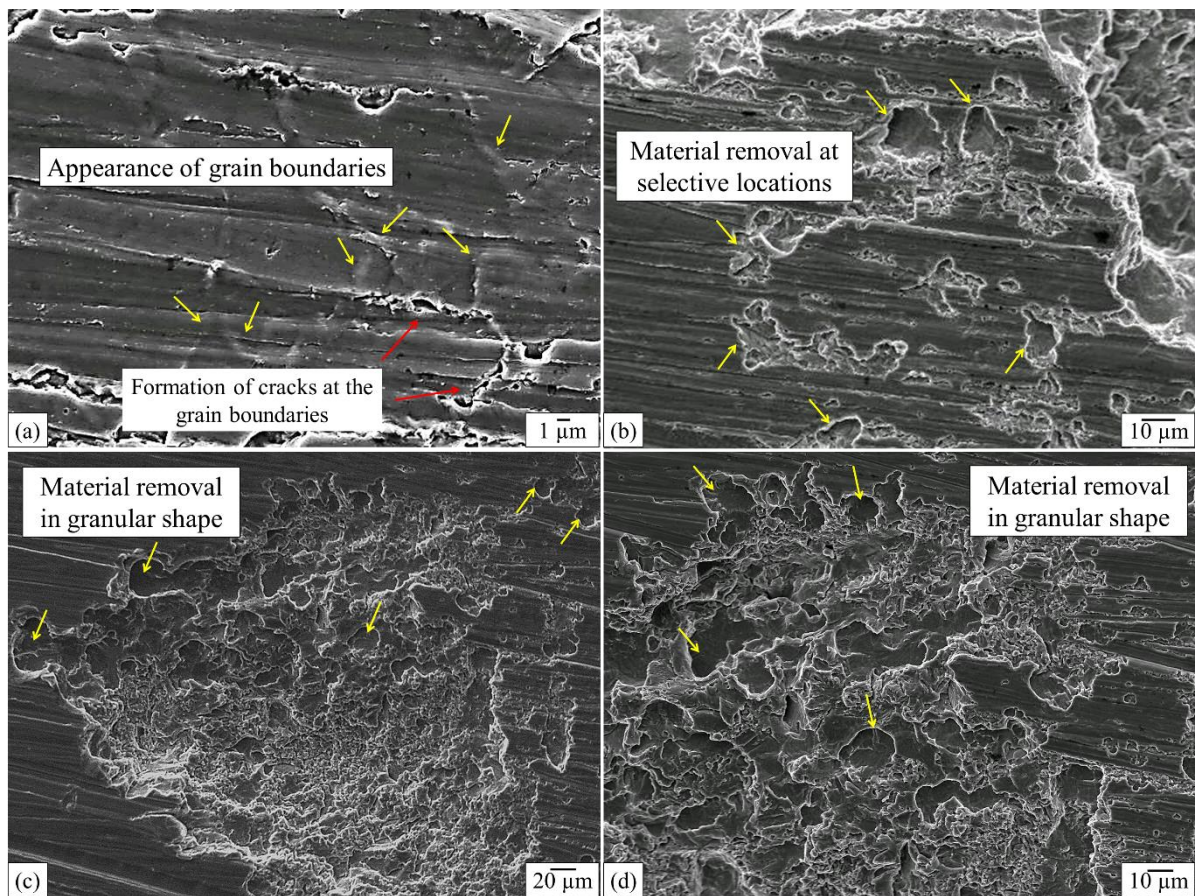 Appearance of grain boundaries
Formation of cracks at the
grain boundaries
(a)
1 µm
Material removal at
selective locations
(b)
10 µm
Material removal
in granular shape
(c)
20 µm
Material removal
in granular shape
(d)
10 µm